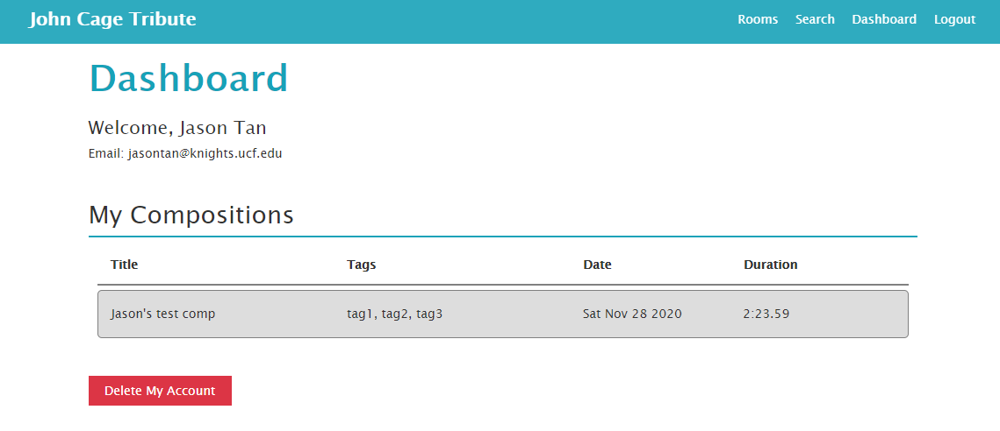 John Cage Tribute Rooms Search Dashboard Logout
Dashboard
Welcome, Jason Tan
Email: jasontan@knights.ucf.edu
My Compositions
Title Tags Date Duration
Jason's test comp tag1, tag2, tag3 Sat Nov 28 2020 2:23.59
Delete My Account